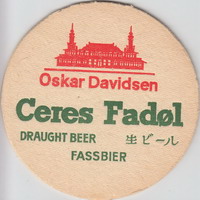 Oskar Davidsen
Ceres Fadøl
DRAUGHT BEER 生ビール
FASSBIER